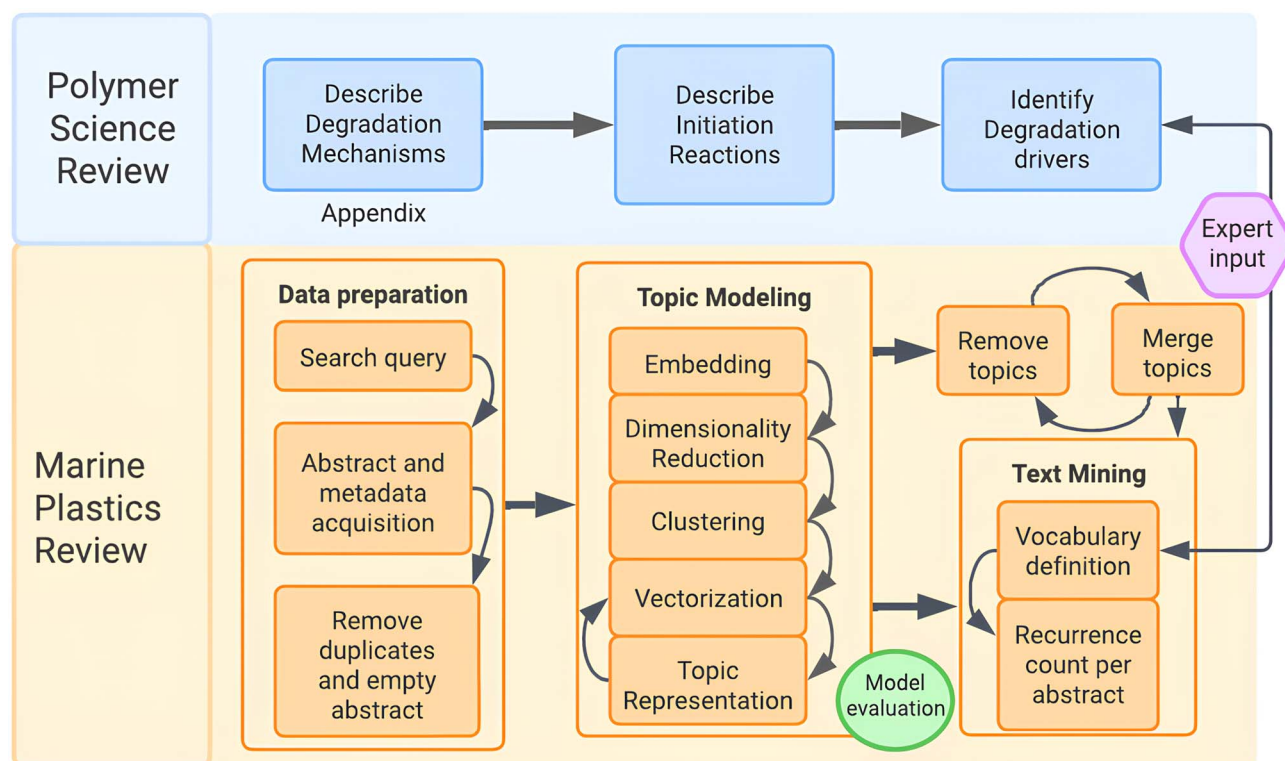 Polymer
Science
Review
Describe
Degradation
Mechanisms
Appendix
Describe
Initiation
Reactions
Identify
Degradation
drivers
Expert
input
Marine
Plastics
Review
Data preparation
Search query
Abstract and
metadata
acquisition
Remove
duplicates
and empty
abstract
Topic Modeling
Embedding
Dimensionality
Reduction
Clustering
Vectorization
Topic
Representation
Model
evaluation
Remove
topics
Merge
topics
Text Mining
Vocabulary
definition
Recurrence
count per
abstract